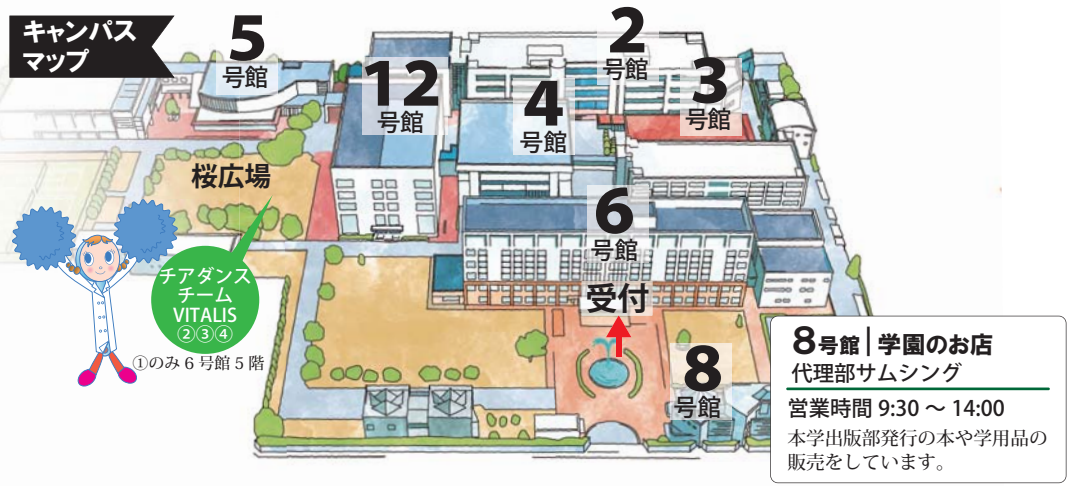 キャンパス
マップ
5
号館
12
号館
2
号館
3
号館
4
号館
桜広場
6
号館
受付
チアダンス
チーム
VITALIS
②③④
①のみ6号館5階
8
号館
8号館│学園のお店
代理部サムシング
営業時間 9:30 ～ 14:00
本学出版部発行の本や学用品の
販売をしています。